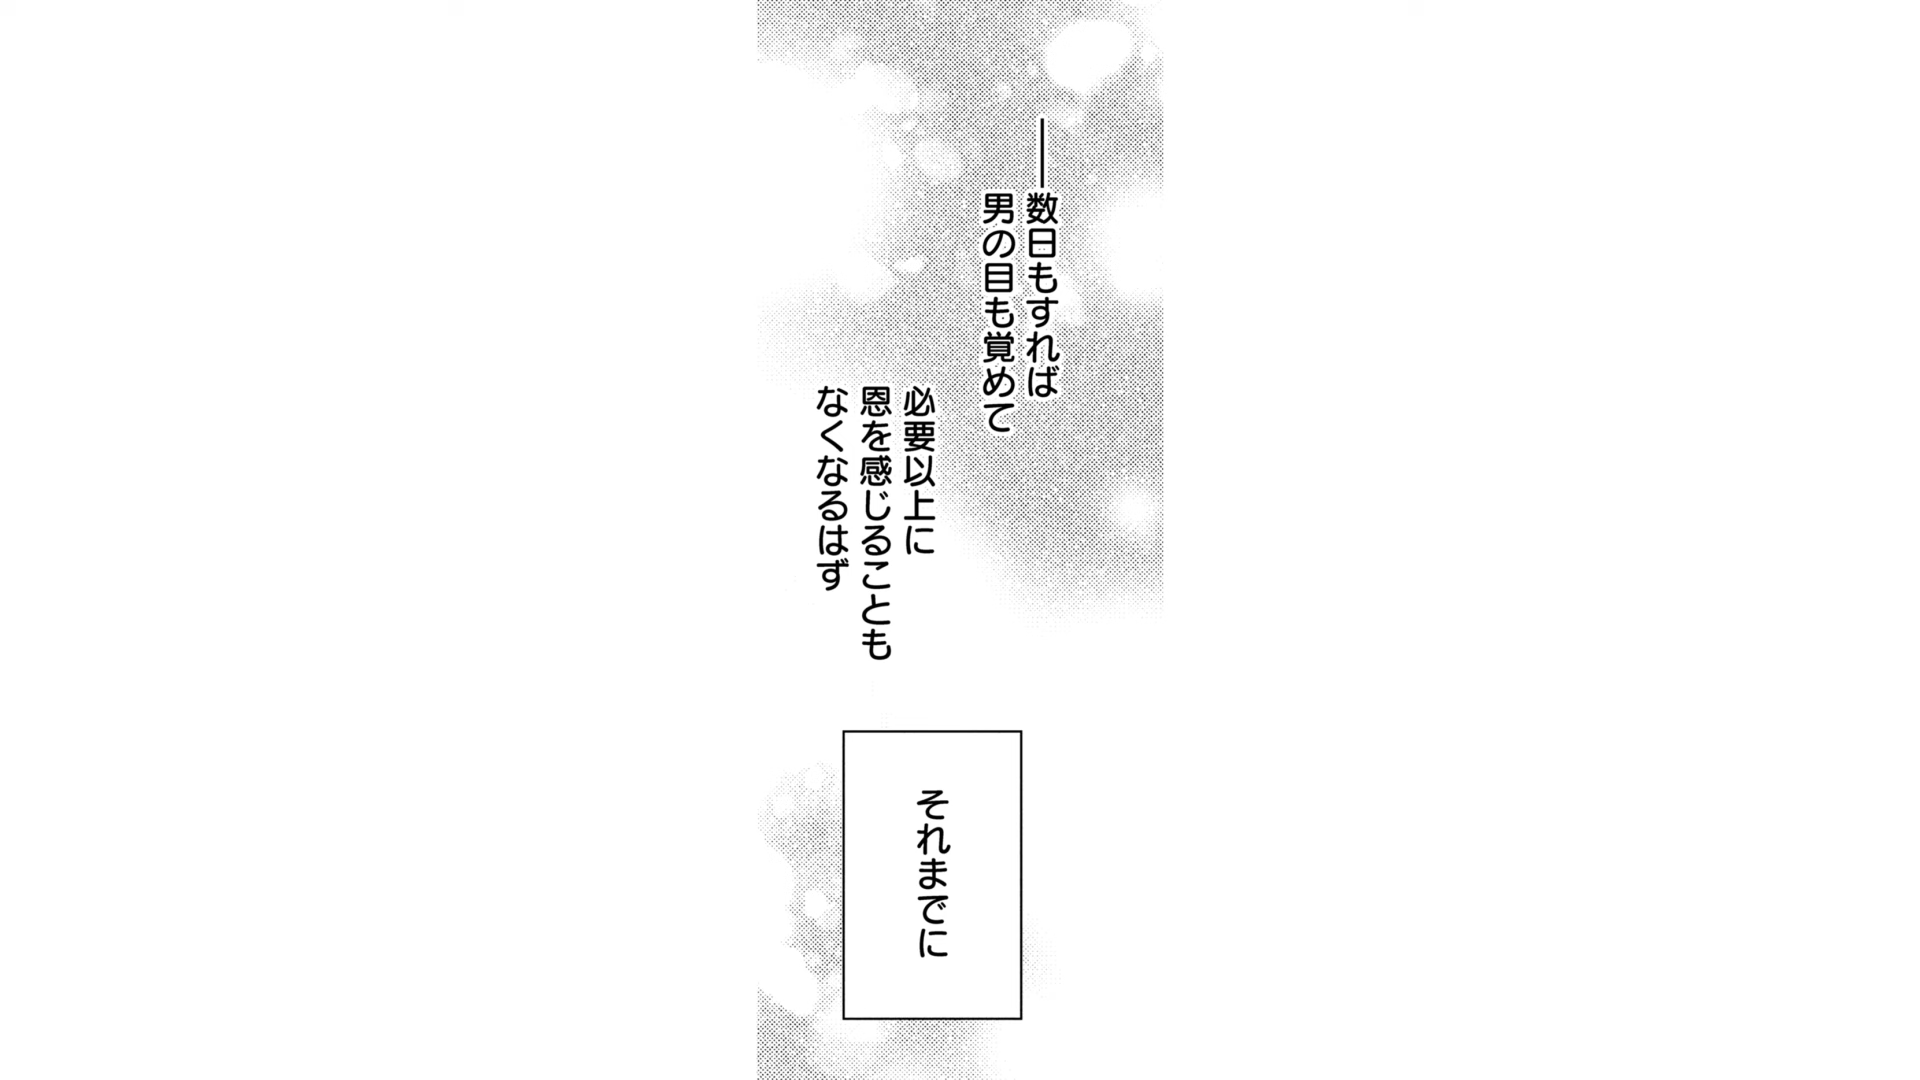 ――数日もすれば
男の目も覚めて
必要以上に
恩を感じることも
なくなるはず
それまでに